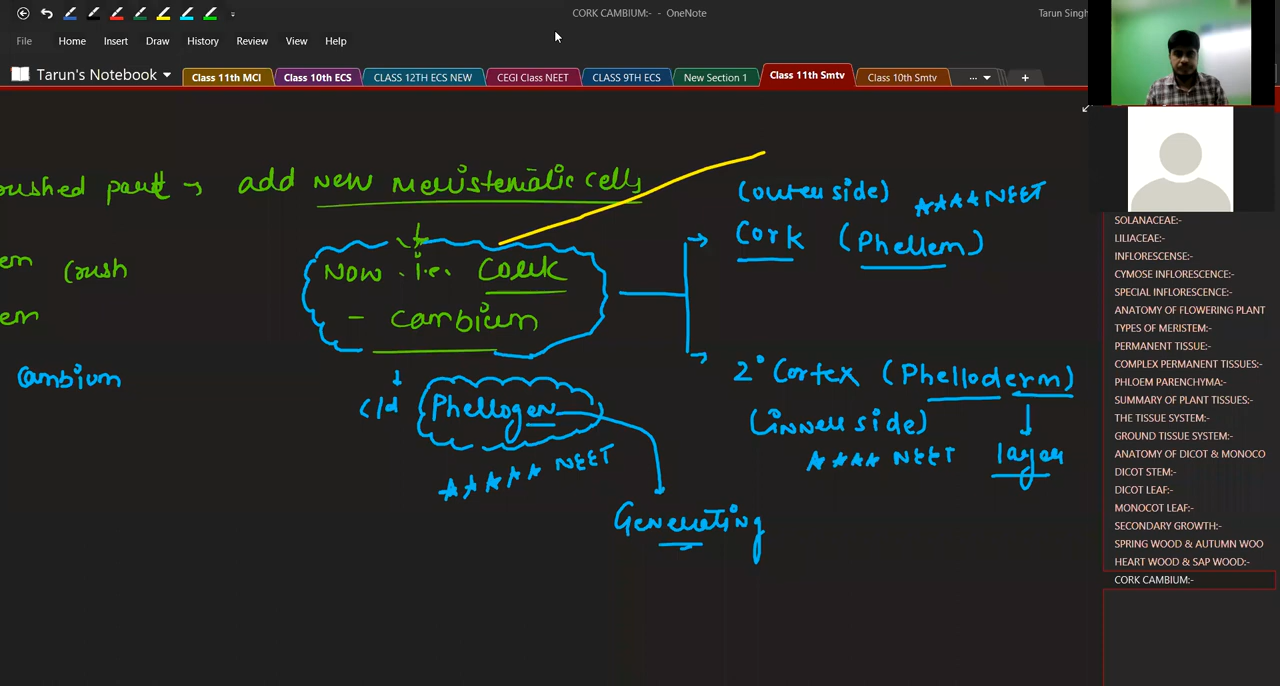 CORK CAMBIUM:- - OneNote
Tarun Singh
File Home Insert Draw History Review View Help
Tarun's Notebook
Class 11th MCI
Class 10th ECS
CLASS 12TH ECS NEW
CEGI Class NEET
CLASS 9TH ECS
New Section 1
Class 11th Smtv
Class 10th Smtv
...
+
rushed part → add new meristematic cells
em (crush
em
cambium
Now i.e. Cork
- cambium
c/d Phellogen
★★★★★ NEET
Generating
(outer side) ★★★★ NEET
Cork (Phellem)
2° Cortex (Phelloderm)
(inner side)
★★★★ NEET layer
SOLANACEAE:-
LILIACEAE:-
INFLORESENSE:-
CYMOSE INFLORESCENCE:-
SPECIAL INFLORESCENCE:-
ANATOMY OF FLOWERING PLANT
TYPES OF MERISTEM:-
PERMANENT TISSUE:-
COMPLEX PERMANENT TISSUES:-
PHLOEM PARENCHYMA:-
SUMMARY OF PLANT TISSUES:-
THE TISSUE SYSTEM:-
GROUND TISSUE SYSTEM:-
ANATOMY OF DICOT & MONOCO
DICOT STEM:-
DICOT LEAF:-
MONOCOT LEAF:-
SECONDARY GROWTH:-
SPRING WOOD & AUTUMN WOO
HEART WOOD & SAP WOOD:-
CORK CAMBIUM:-